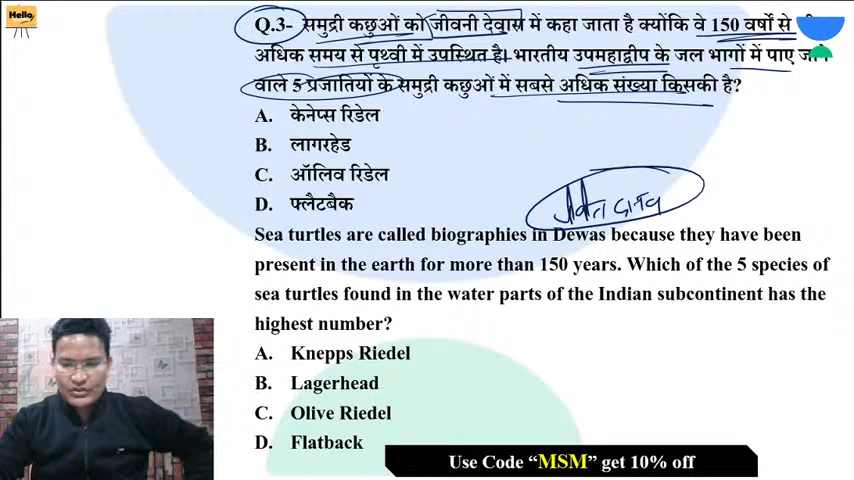 Hello
Q.3- समुद्री कछुओं को जीवनी देवास में कहा जाता है क्योंकि वे 150 वर्षों से
अधिक समय से पृथ्वी में उपस्थित है। भारतीय उपमहाद्वीप के जल भागों में पाए जाने
वाले 5 प्रजातियों के समुद्री कछुओं में सबसे अधिक संख्या किसकी है?
A. केनेप्स रिडेल
B. लागरहेड
C. ऑलिव रिडेल
D. फ्लैटबैक
Sea turtles are called biographies in Dewas because they have been
present in the earth for more than 150 years. Which of the 5 species of
sea turtles found in the water parts of the Indian subcontinent has the
highest number?
A. Knepps Riedel
B. Lagerhead
C. Olive Riedel
D. Flatback
Use Code “MSM” get 10% off